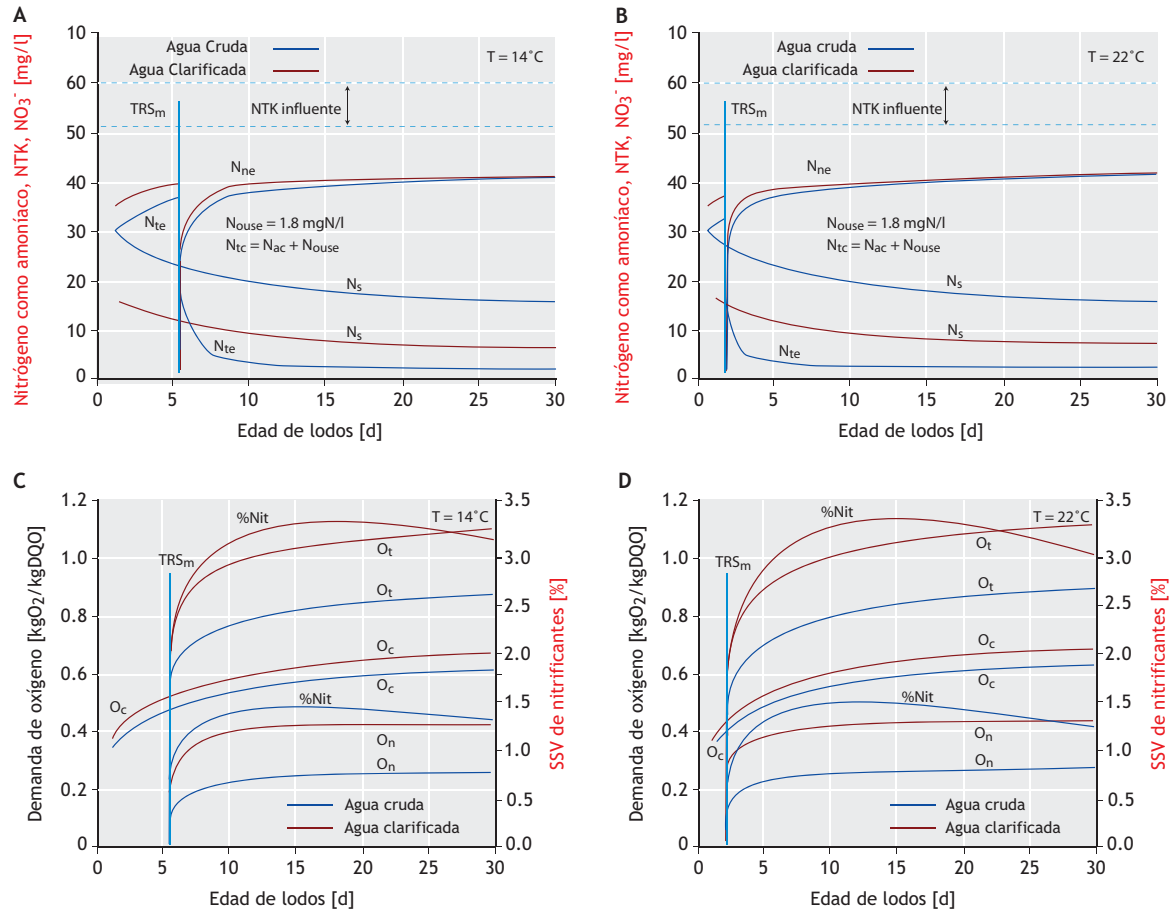 A
Nitrógeno como amoníaco, NTK, NO3- [mg/l]
10
60
50
40
30
20
10
0
Agua Cruda
Agua Clarificada
T = 14˚C
TRSm
NTK influente
Nne
Nte
Nouse = 1.8 mgN/l
Ntc = Nac + Nouse
Ns
Ns
Nte
0 5 10 15 20 25 30
Edad de lodos [d]
B
Nitrógeno como amoníaco, NTK, NO3- [mg/l]
10
60
50
40
30
20
10
0
Agua cruda
Agua clarificada
T = 22˚C
TRSm
NTK influente
Nne
Nouse = 1.8 mgN/l
Ntc = Nac + Nouse
Ns
Ns
Nte
0 5 10 15 20 25 30
Edad de lodos [d]
C
Demanda de oxígeno [kgO2/kgDQO]
1.2
1.0
0.8
0.6
0.4
0.2
0
%Nit
T = 14˚C
TRSm
Ot
Ot
Oc
Oc
Oc
%Nit
On
On
Agua cruda
Agua clarificada
3.5
3.0
2.5
2.0
1.5
1.0
0.5
0.0
SSV de nitrificantes [%]
0 5 10 15 20 25 30
Edad de lodos [d]
D
Demanda de oxígeno [kgO2/kgDQO]
1.2
1.0
0.8
0.6
0.4
0.2
0
%Nit
T = 22˚C
TRSm
Ot
Ot
Oc
Oc
%Nit
Oc
On
On
Agua cruda
Agua clarificada
3.5
3.0
2.5
2.0
1.5
1.0
0.5
0.0
SSV de nitrificantes [%]
0 5 10 15 20 25 30
Edad de lodos [d]